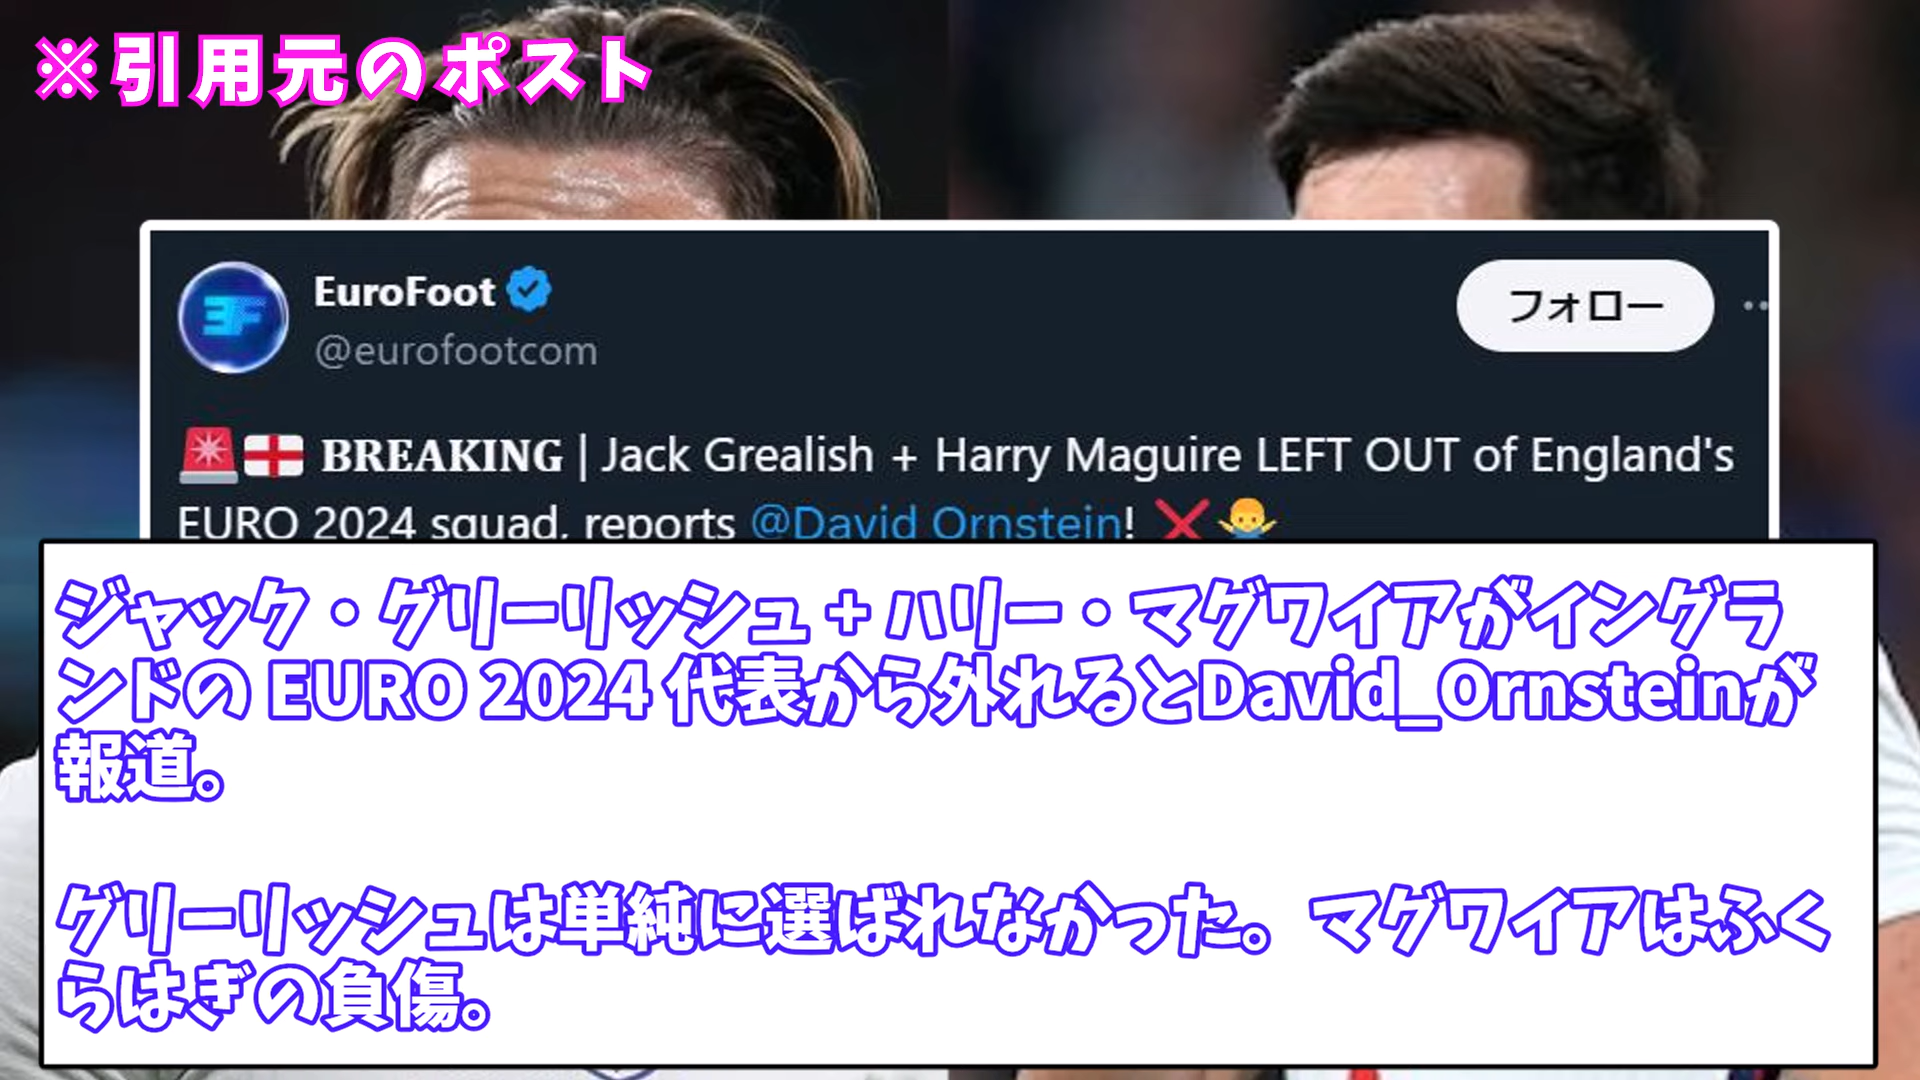 ※引用元のポスト
EuroFoot
@eurofootcom
フォロー
BREAKING | Jack Grealish + Harry Maguire LEFT OUT of England's
EURO 2024 squad, reports @David_Ornstein!
ジャック・グリーリッシュ + ハリー・マグワイアがイングラ
ンドの EURO 2024 代表から外れるとDavid_Ornsteinが
報道。
グリーリッシュは単純に選ばれなかった。マグワイアはふく
らはぎの負傷。